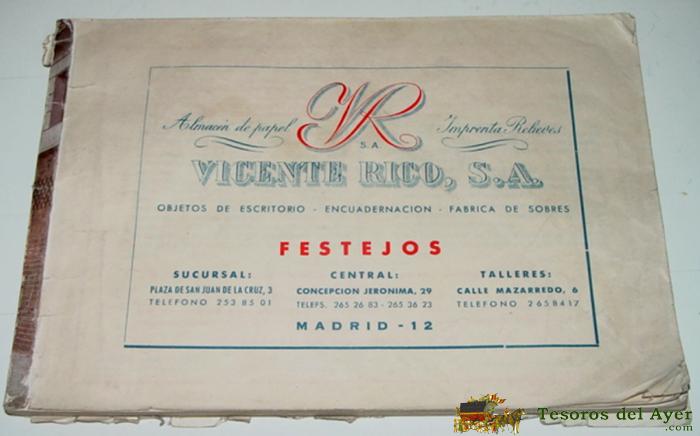 VR
Almacén de papel
Imprenta Relieves
S.A.
VICENTE RICO, S.A.
OBJETOS DE ESCRITORIO - ENCUADERNACION - FABRICA DE SOBRES
FESTEJOS
SUCURSAL:
PLAZA DE SAN JUAN DE LA CRUZ, 3
TELEFONO 253 85 01
CENTRAL:
CONCEPCION JERONIMA, 29
TELEFS. 265 26 83 - 265 36 23
TALLERES:
CALLE MAZARREDO, 6
TELEFONO 2658417
MADRID - 12
Tesoros del Ayer
.com